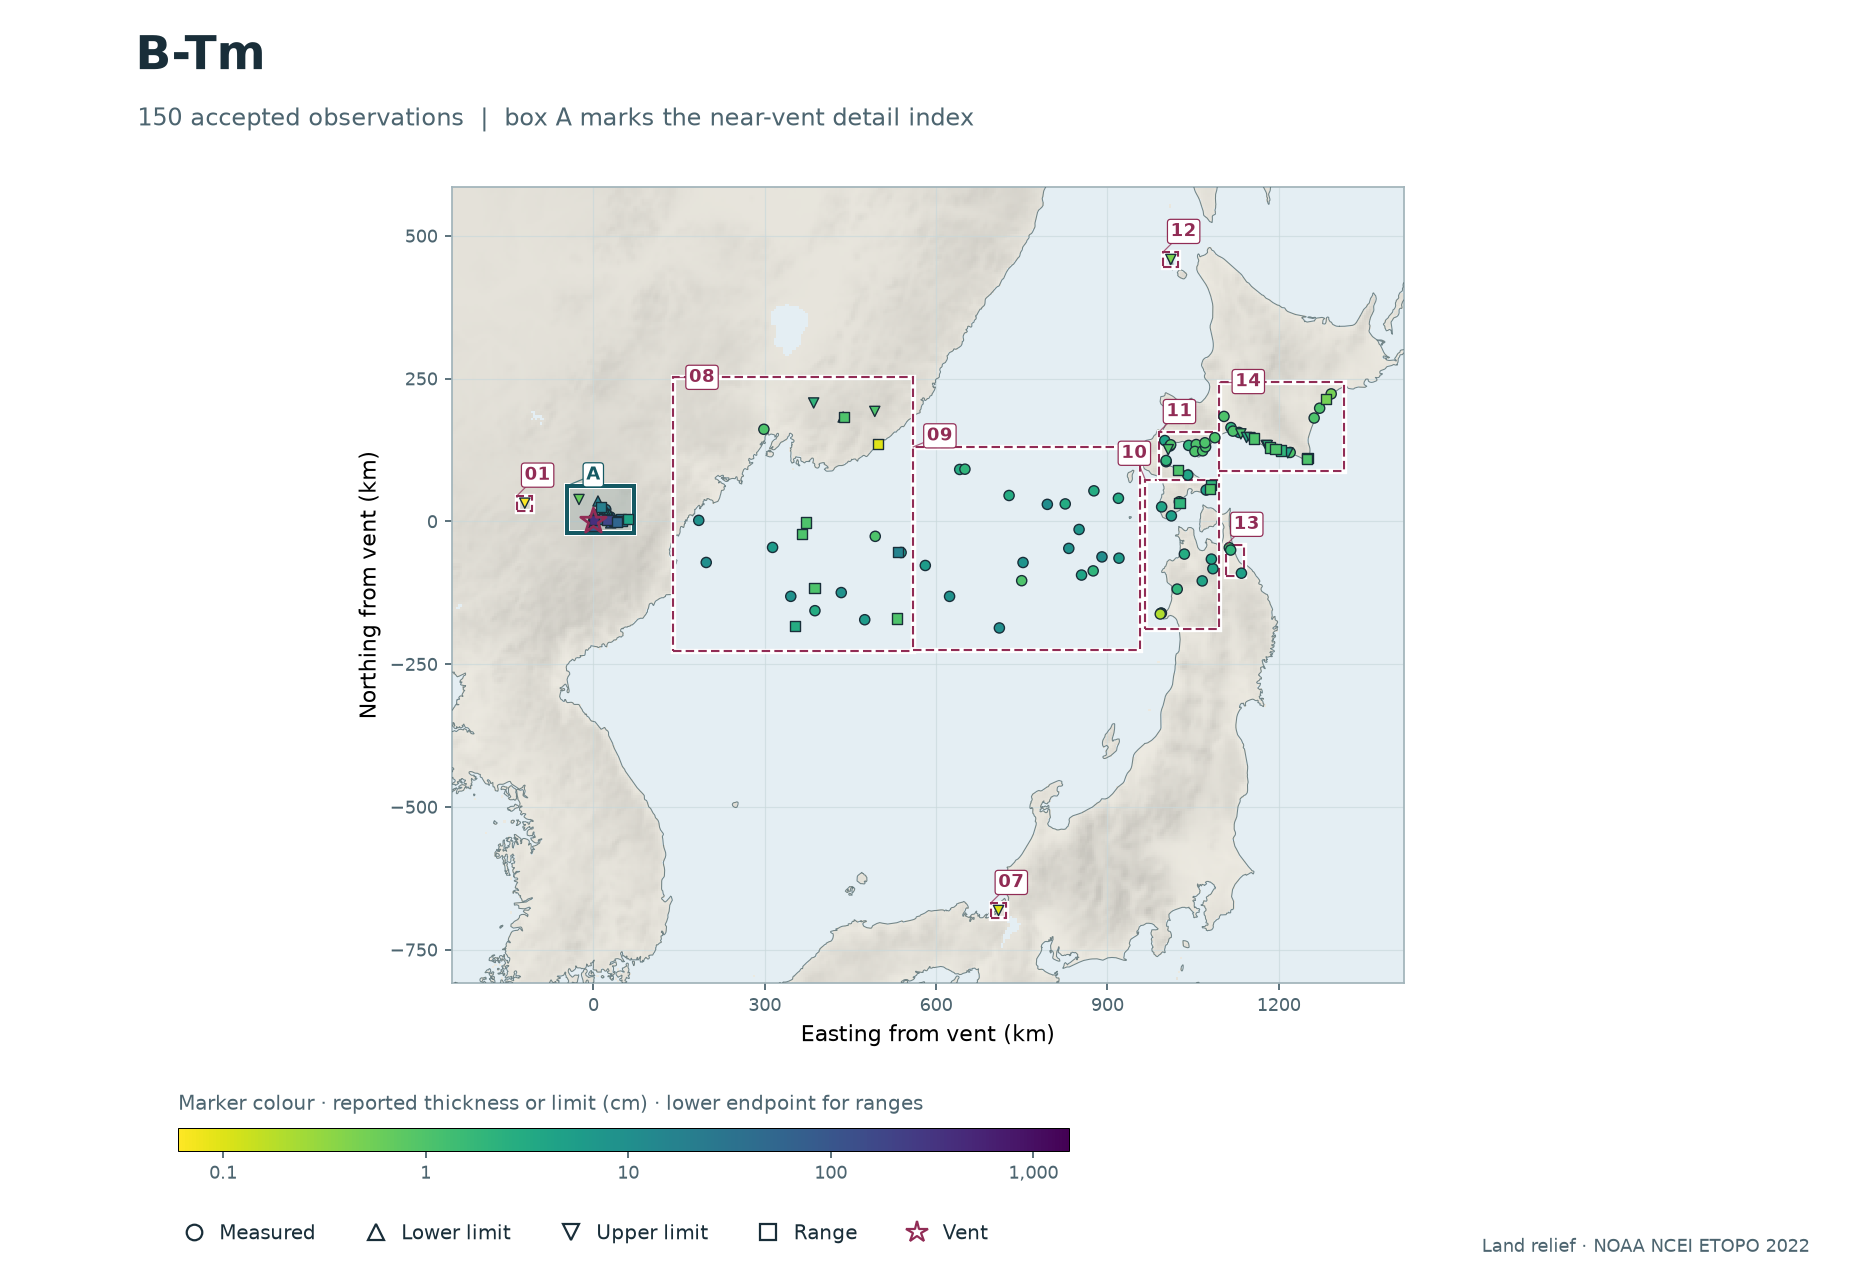 B-Tm
150 accepted observations | box A marks the near-vent detail index
12
500
08
14
250
11
09
10
01
A
13
0
−250
−500
07
−750
Northing from vent (km)
0
300
600
900
1200
Easting from vent (km)
Marker colour · reported thickness or limit (cm) · lower endpoint for ranges
0.1
1
10
100
1,000
Measured
Lower limit
Upper limit
Range
Vent
Land relief · NOAA NCEI ETOPO 2022